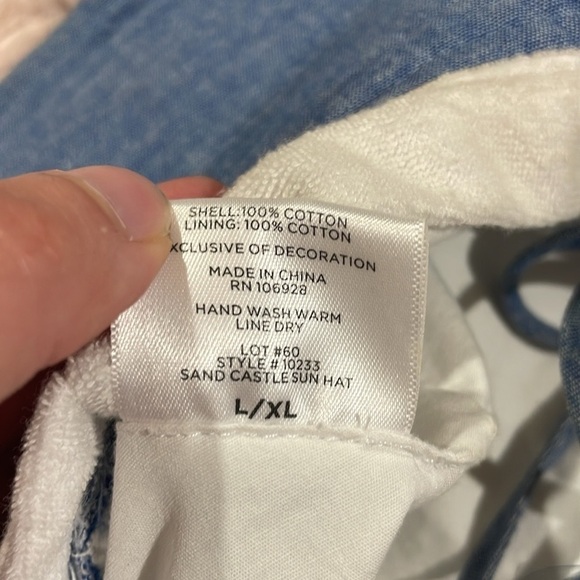 SHELL:100% COTTON
LINING: 100% COTTON
XCLUSIVE OF DECORATION
MADE IN CHINA
RN 106928
HAND WASH WARM
LINE DRY
LOT #60
STYLE # 10233
SAND CASTLE SUN HAT
L/XL